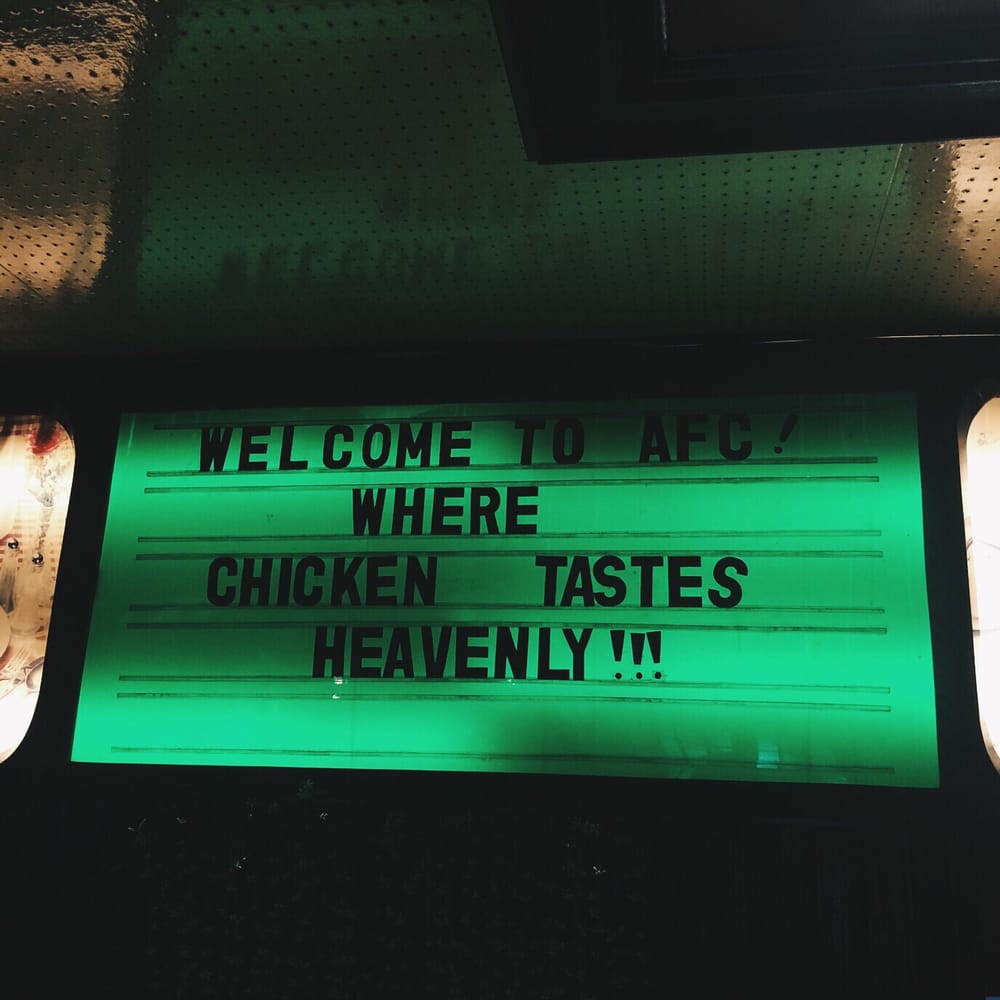 WELCOME TO AFC!
WHERE
CHICKEN TASTES
HEAVENLY!!!